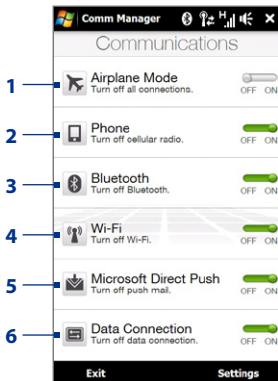 Comm Manager
Communications
1 Airplane Mode
Turn off all connections.
OFF ON
2 Phone
Turn off cellular radio.
OFF ON
3 Bluetooth
Turn off Bluetooth.
OFF ON
4 Wi-Fi
Turn off Wi-Fi.
OFF ON
5 Microsoft Direct Push
Turn off push mail.
OFF ON
6 Data Connection
Turn off data connection.
OFF ON
Exit Settings